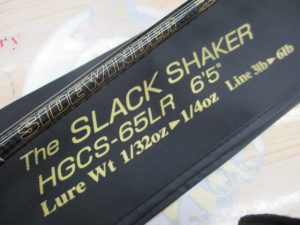 SIDEWINDER
The SLACK SHAKER
HGCS-65LR 6'5"
Lure Wt 1/32oz▶1/4oz Line 3lb▶6lb